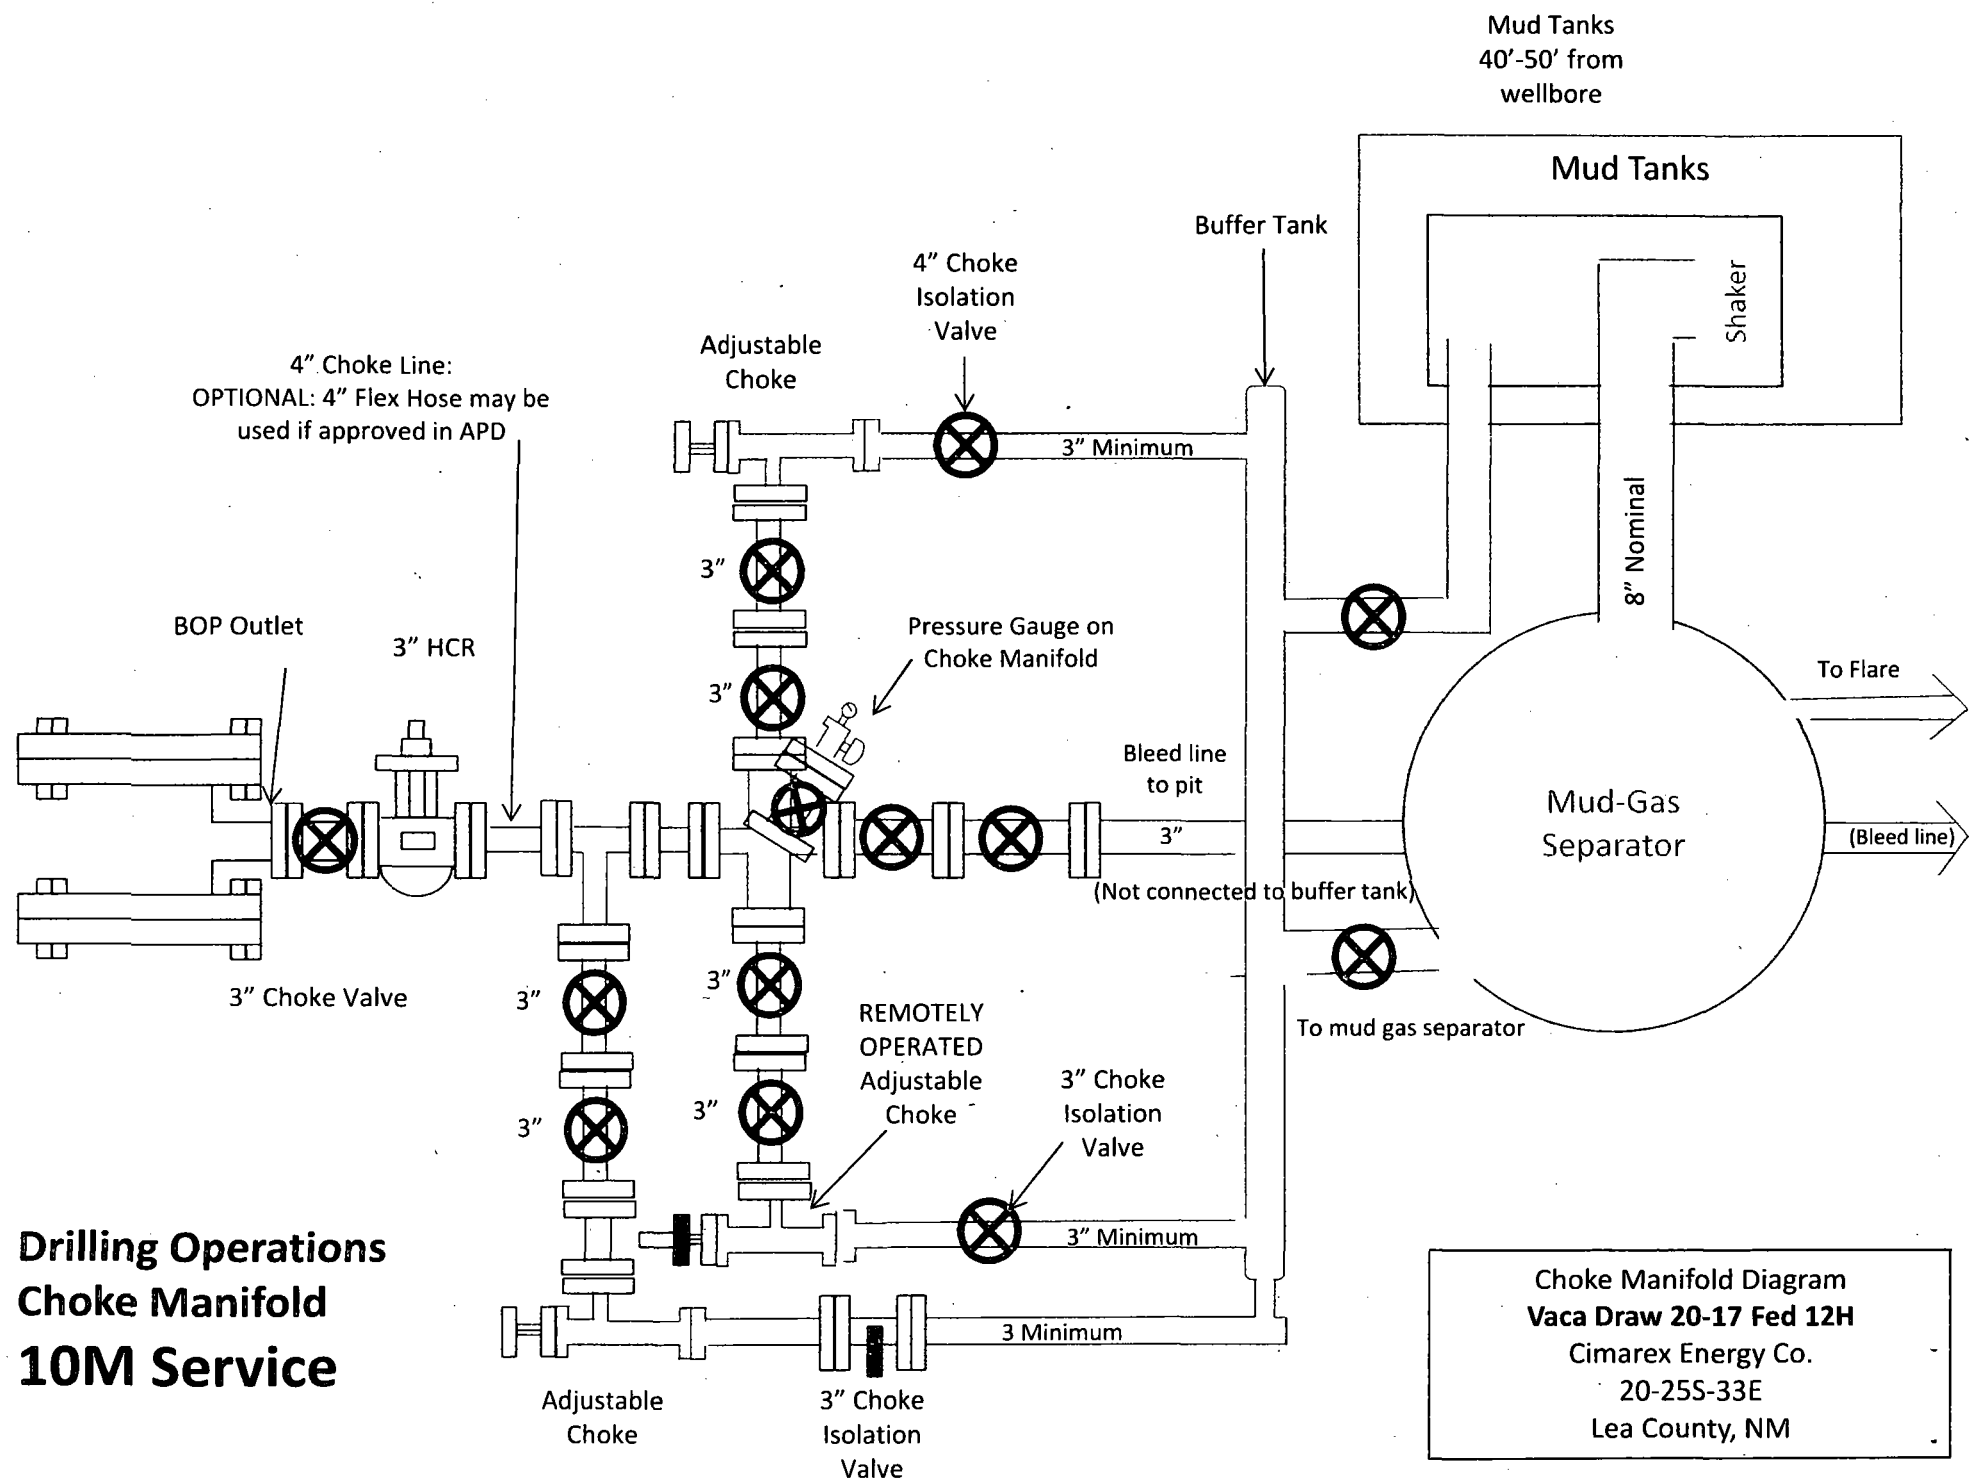 Mud Tanks
40’-50’ from
wellbore
Mud Tanks
Shaker
Buffer Tank
4” Choke
Isolation
Valve
Adjustable
Choke
4” Choke Line:
OPTIONAL: 4” Flex Hose may be
used if approved in APD
3” Minimum
8” Nominal
3”
BOP Outlet
3” HCR
Pressure Gauge on
Choke Manifold
3”
To Flare
Bleed line
to pit
3”
Mud-Gas
Separator
(Bleed line)
(Not connected to buffer tank)
3” Choke Valve
3”
3”
REMOTELY
OPERATED
Adjustable
Choke
To mud gas separator
3” Choke
Isolation
Valve
3”
3”
3” Minimum
3 Minimum
Drilling Operations
Choke Manifold
10M Service
Adjustable
Choke
3” Choke
Isolation
Valve
Choke Manifold Diagram
Vaca Draw 20-17 Fed 12H
Cimarex Energy Co.
20-25S-33E
Lea County, NM